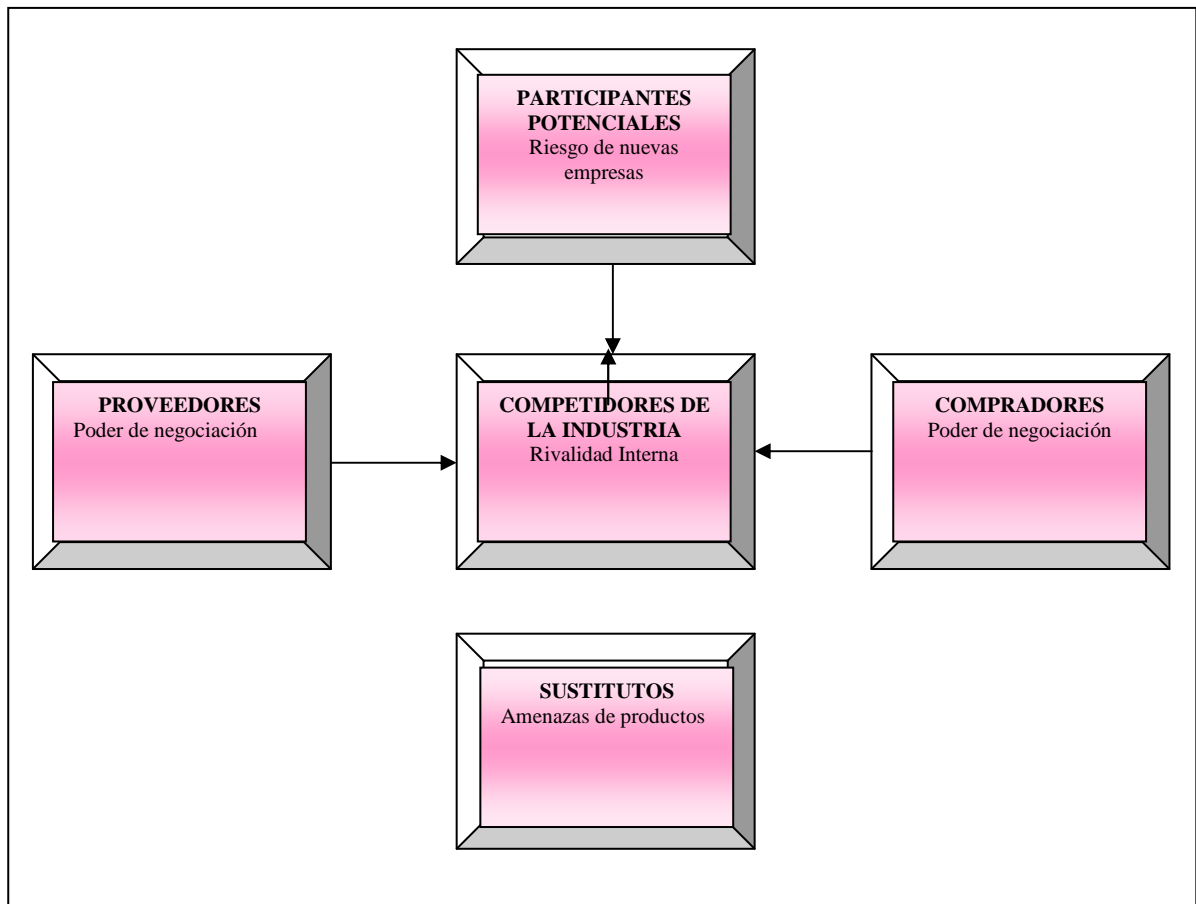 PARTICIPANTES
POTENCIALES
Riesgo de nuevas
empresas
PROVEEDORES
Poder de negociación
COMPETIDORES DE
LA INDUSTRIA
Rivalidad Interna
COMPRADORES
Poder de negociación
SUSTITUTOS
Amenazas de productos